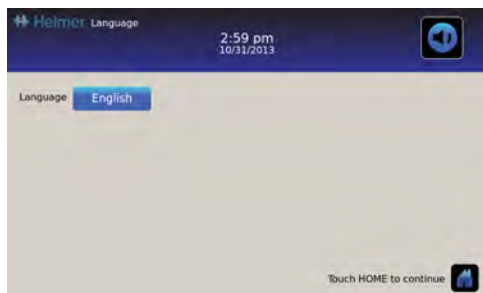 Helmer Language
2:59 pm
10/31/2013
Language English
Touch HOME to continue